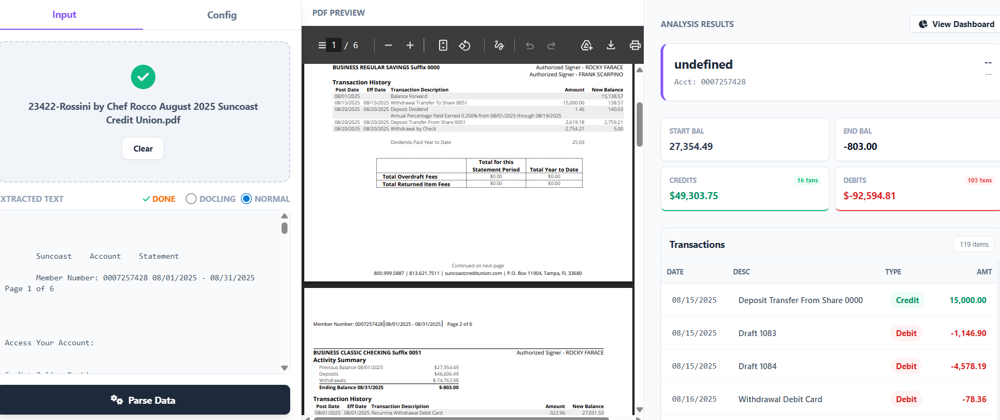 Input
Config
23422-Rossini by Chef Rocco August 2025 Suncoast
Credit Union.pdf
Clear
EXTRACTED TEXT
DONE
DOCLING
NORMAL
Suncoast Account Statement
Member Number: 0007257428 08/01/2025 - 08/31/2025
Page 1 of 6
Access Your Account:
Parse Data
PDF PREVIEW
1 / 6
BUSINESS REGULAR SAVINGS Suffix 0000
Authorized Signer - ROCKY FARACE
Authorized Signer - FRANK SCARPINO
Transaction History
Post Date Eff Date Transaction Description Amount New Balance
08/01/2025 Balance Forward 15,138.57
08/15/2025 08/15/2025 Withdrawal Transfer To Share 0051 -15,000.00 138.57
08/20/2025 08/20/2025 Deposit Dividend 1.46 140.03
Annual Percentage Yield Earned 0.250% from 08/01/2025 through 08/19/2025
08/20/2025 08/20/2025 Deposit Transfer From Share 0051 2,619.18 2,759.21
08/20/2025 08/20/2025 Withdrawal by Check -2,754.21 5.00
Dividends Paid Year to Date 25.03
Total for this
Statement Period Total Year to Date
Total Overdraft Fees $0.00 $0.00
Total Returned Item Fees $0.00 $0.00
Continued on next page
800.999.5887 | 813.621.7511 | suncoastcreditunion.com | P.O. Box 11904, Tampa, FL 33680
Member Number: 0007257428 08/01/2025 - 08/31/2025 Page 2 of 6
BUSINESS CLASSIC CHECKING Suffix 0051 Authorized Signer - ROCKY FARACE
Activity Summary
Previous Balance 08/01/2025 $27,354.49
Deposits $46,606.49
Withdrawals $-74,763.98
Ending Balance 08/31/2025 $-803.00
Transaction History
Post Date Eff Date Transaction Description Amount New Balance
08/01/2025 08/01/2025 Recurring Withdrawal Debit Card -322.96 27,031.53
ANALYSIS RESULTS
View Dashboard
undefined
--
Acct: 0007257428
--
START BAL
27,354.49
END BAL
-803.00
CREDITS
16 txns
$49,303.75
DEBITS
103 txns
$-92,594.81
Transactions
119 items
DATE DESC TYPE AMT
08/15/2025 Deposit Transfer From Share 0000 Credit 15,000.00
08/15/2025 Draft 1083 Debit -1,146.90
08/15/2025 Draft 1084 Debit -4,578.19
08/16/2025 Withdrawal Debit Card Debit -78.36